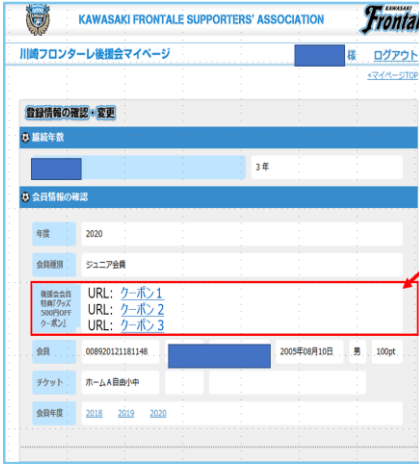 KAWASAKI FRONTALE SUPPORTERS' ASSOCIATION
KAWASAKI
Frontal
川崎フロンターレ後援会マイページ
様 ログアウト
<マイページTOP
登録情報の確認・変更
継続年数
3年
会員情報の確認
年度 2020
会員種別 ジュニア会員
後援会会員
特典「グッズ
500円OFF
クーポン」
URL: クーポン1
URL: クーポン2
URL: クーポン3
会員 008920121181148 2005年08月10日 男 100pt
チケット ホームA自由小中
会員年度 2018 2019 2020